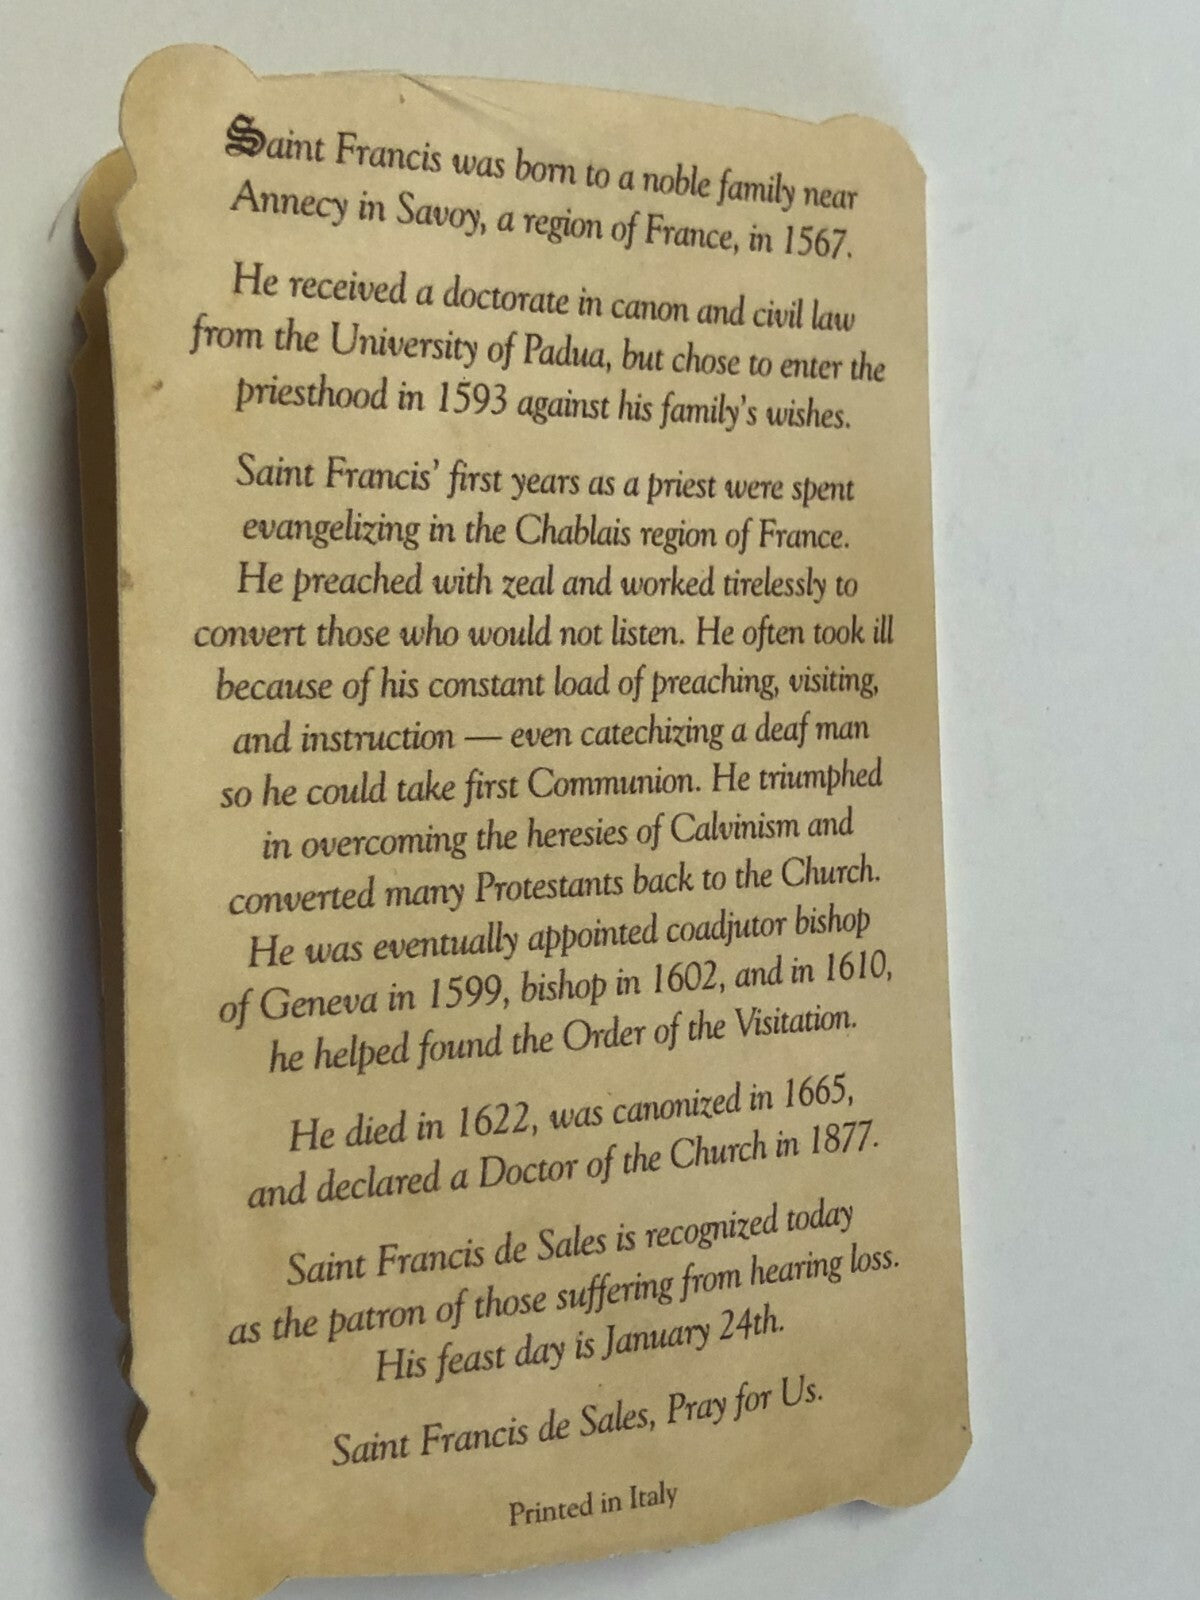 Saint Francis was born to a noble family near
Annecy in Savoy, a region of France, in 1567.
He received a doctorate in canon and civil law
from the University of Padua, but chose to enter the
priesthood in 1593 against his family's wishes.
Saint Francis' first years as a priest were spent
evangelizing in the Chablais region of France.
He preached with zeal and worked tirelessly to
convert those who would not listen. He often took ill
because of his constant load of preaching, visiting,
and instruction — even catechizing a deaf man
so he could take first Communion. He triumphed
in overcoming the heresies of Calvinism and
converted many Protestants back to the Church.
He was eventually appointed coadjutor bishop
of Geneva in 1599, bishop in 1602, and in 1610,
he helped found the Order of the Visitation.
He died in 1622, was canonized in 1665,
and declared a Doctor of the Church in 1877.
Saint Francis de Sales is recognized today
as the patron of those suffering from hearing loss.
His feast day is January 24th.
Saint Francis de Sales, Pray for Us.
Printed in Italy